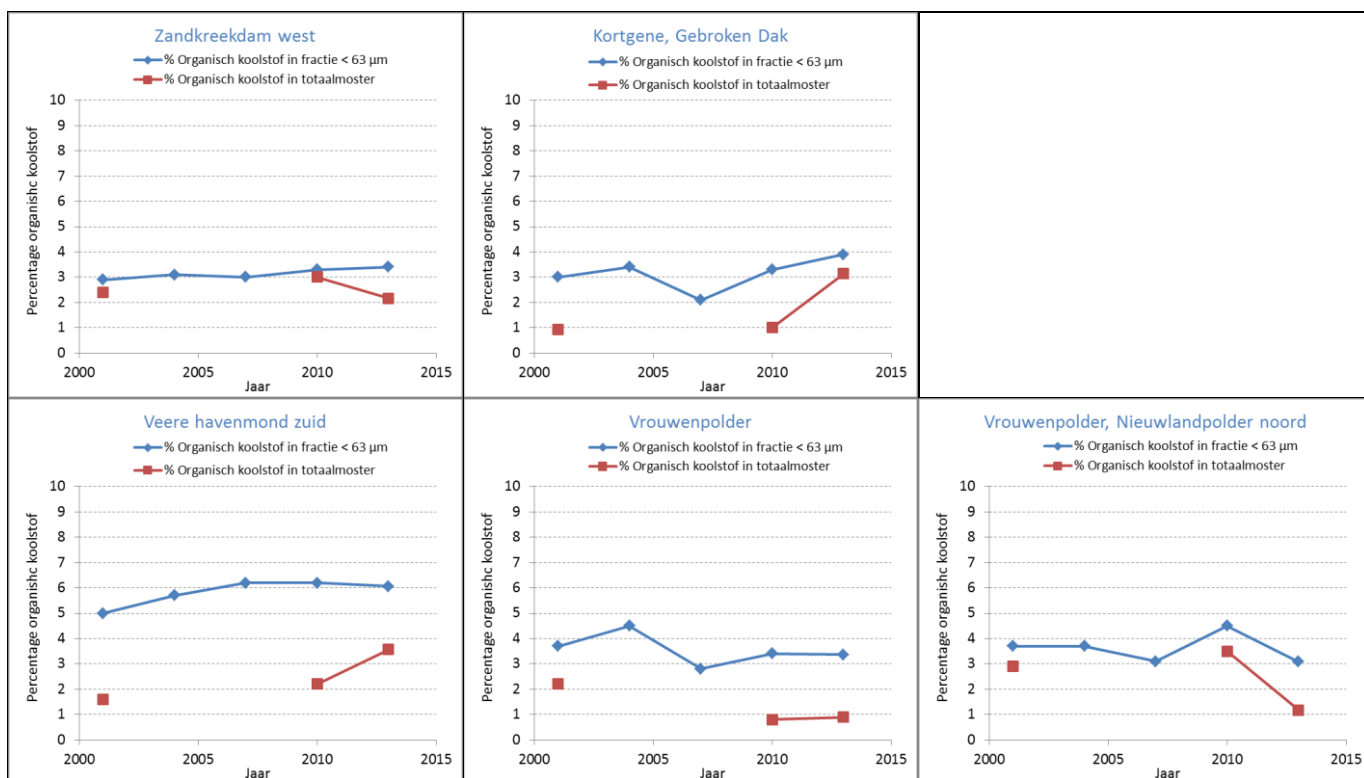 Zandkreekdam west
% Organisch koolstof in fractie < 63 µm
% Organisch koolstof in totaalmoster
Percentage organishc koolstof
10
9
8
7
6
5
4
3
2
1
0
2000 2005 2010 2015
Jaar
Kortgene, Gebroken Dak
% Organisch koolstof in fractie < 63 µm
% Organisch koolstof in totaalmoster
Percentage organishc koolstof
10
9
8
7
6
5
4
3
2
1
0
2000 2005 2010 2015
Jaar
Veere havenmond zuid
% Organisch koolstof in fractie < 63 µm
% Organisch koolstof in totaalmoster
Percentage organishc koolstof
10
9
8
7
6
5
4
3
2
1
0
2000 2005 2010 2015
Jaar
Vrouwenpolder
% Organisch koolstof in fractie < 63 µm
% Organisch koolstof in totaalmoster
Percentage organishc koolstof
10
9
8
7
6
5
4
3
2
1
0
2000 2005 2010 2015
Jaar
Vrouwenpolder, Nieuwlandpolder noord
% Organisch koolstof in fractie < 63 µm
% Organisch koolstof in totaalmoster
Percentage organishc koolstof
10
9
8
7
6
5
4
3
2
1
0
2000 2005 2010 2015
Jaar